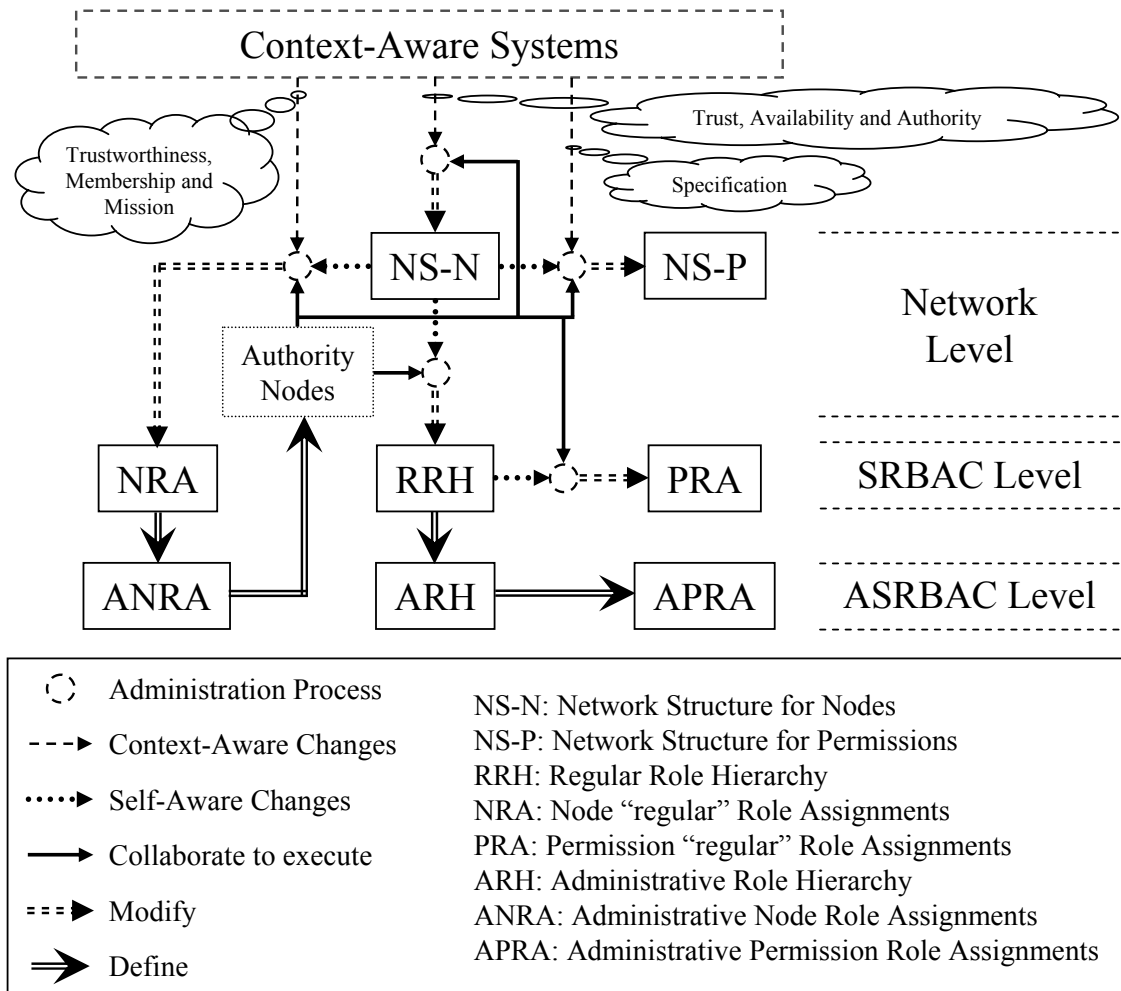 Context-Aware Systems
Trustworthiness,
Membership and
Mission
Trust, Availability and Authority
Specification
NS-N
NS-P
Network
Level
Authority
Nodes
NRA
RRH
PRA
SRBAC Level
ANRA
ARH
APRA
ASRBAC Level
Administration Process
Context-Aware Changes
Self-Aware Changes
Collaborate to execute
Modify
Define
NS-N: Network Structure for Nodes
NS-P: Network Structure for Permissions
RRH: Regular Role Hierarchy
NRA: Node “regular” Role Assignments
PRA: Permission “regular” Role Assignments
ARH: Administrative Role Hierarchy
ANRA: Administrative Node Role Assignments
APRA: Administrative Permission Role Assignments